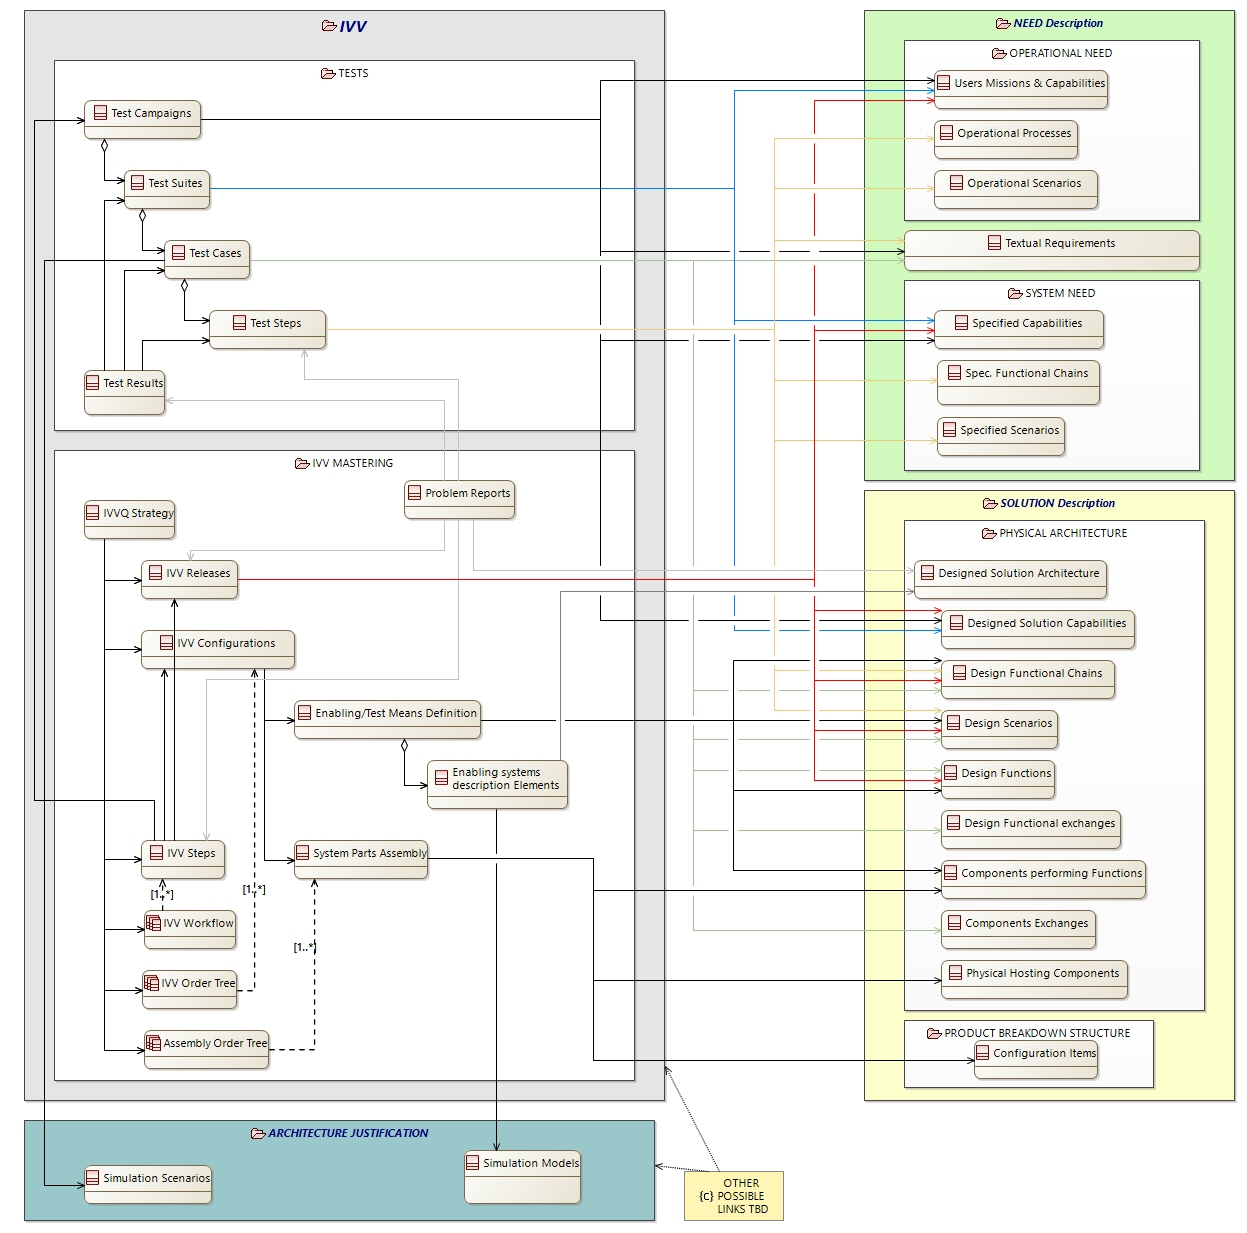 IVV
TESTS
Test Campaigns
Test Suites
Test Cases
Test Steps
Test Results
IVV MASTERING
Problem Reports
IVVQ Strategy
IVV Releases
IVV Configurations
Enabling/Test Means Definition
Enabling systems
description Elements
IVV Steps
System Parts Assembly
[1..*]
[1..*]
IVV Workflow
[1..*]
IVV Order Tree
Assembly Order Tree
NEED Description
OPERATIONAL NEED
Users Missions & Capabilities
Operational Processes
Operational Scenarios
Textual Requirements
SYSTEM NEED
Specified Capabilities
Spec. Functional Chains
Specified Scenarios
SOLUTION Description
PHYSICAL ARCHITECTURE
Designed Solution Architecture
Designed Solution Capabilities
Design Functional Chains
Design Scenarios
Design Functions
Design Functional exchanges
Components performing Functions
Components Exchanges
Physical Hosting Components
PRODUCT BREAKDOWN STRUCTURE
Configuration Items
ARCHITECTURE JUSTIFICATION
Simulation Scenarios
Simulation Models
OTHER
{C} POSSIBLE
LINKS TBD